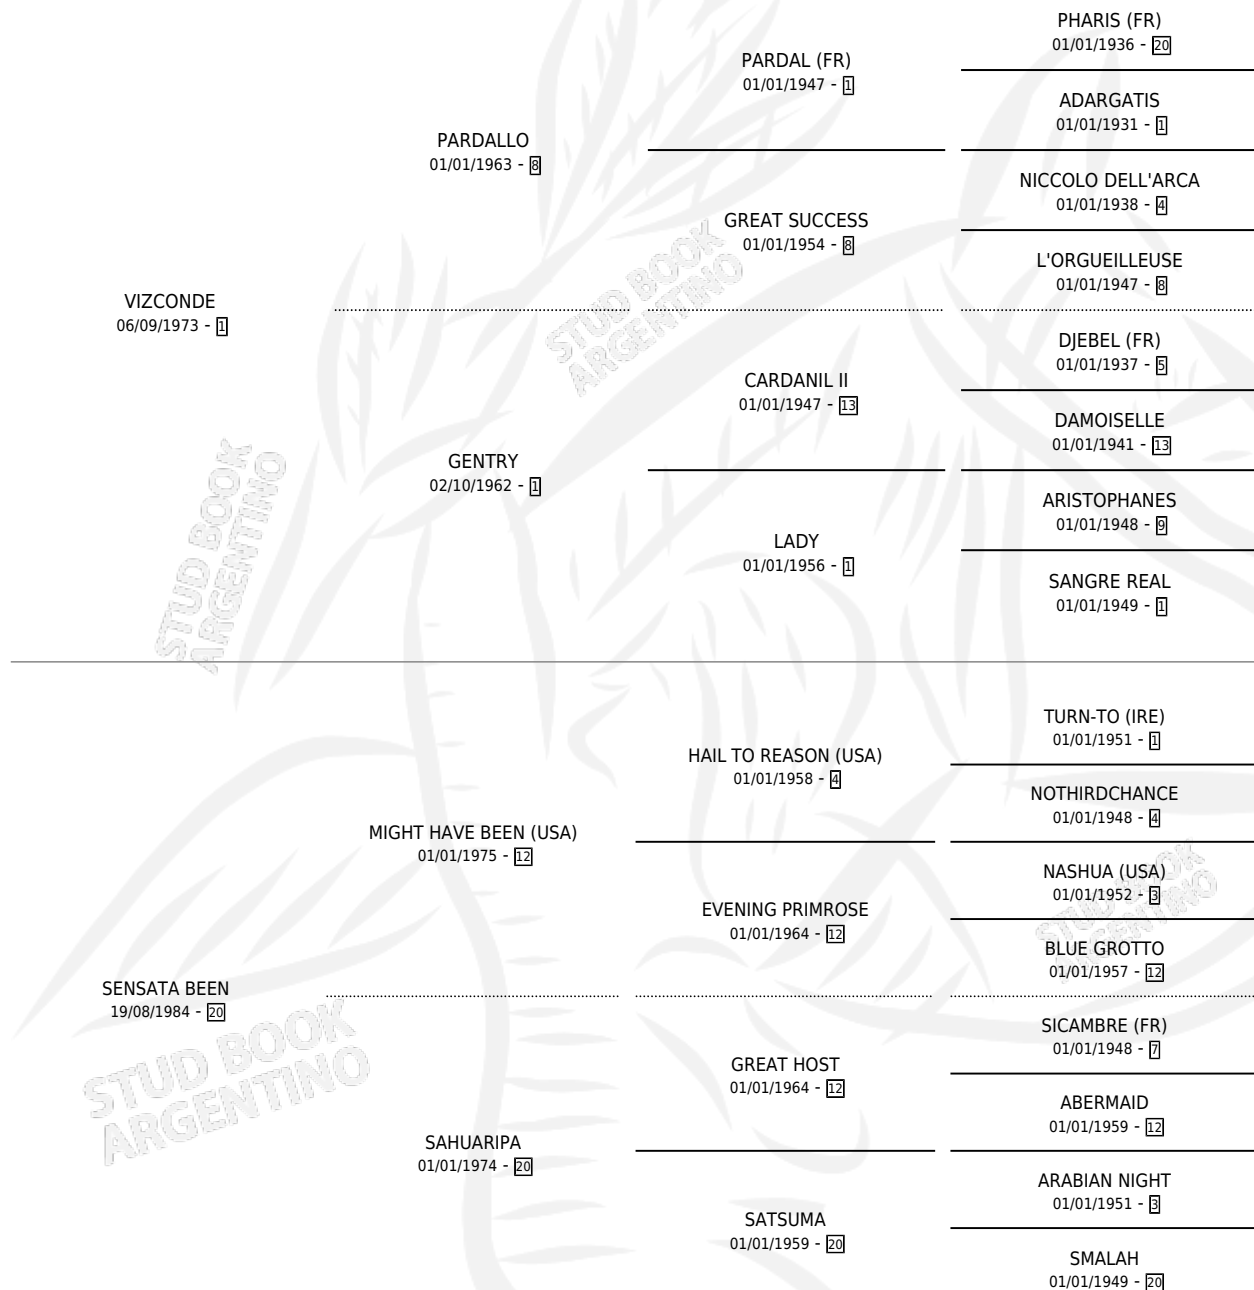 PHARIS (FR)
01/01/1936 - 20
PARDAL (FR)
01/01/1947 - 1
ADARGATIS
01/01/1931 - 1
PARDALLO
01/01/1963 - 8
NICCOLO DELL'ARCA
01/01/1938 - 4
GREAT SUCCESS
01/01/1954 - 8
L'ORGUEILLEUSE
01/01/1947 - 8
VIZCONDE
06/09/1973 - 1
STUD BOOK
ARGENTINO
DJEBEL (FR)
01/01/1937 - 5
CARDANIL II
01/01/1947 - 13
DAMOISELLE
01/01/1941 - 13
GENTRY
02/10/1962 - 1
ARISTOPHANES
01/01/1948 - 9
LADY
01/01/1956 - 1
SANGRE REAL
01/01/1949 - 1
STUD BOOK
ARGENTINO
TURN-TO (IRE)
01/01/1951 - 1
HAIL TO REASON (USA)
01/01/1958 - 4
NOTHIRDCHANCE
01/01/1948 - 4
MIGHT HAVE BEEN (USA)
01/01/1975 - 12
NASHUA (USA)
01/01/1952 - 3
EVENING PRIMROSE
01/01/1964 - 12
STUD BOOK
ARGENTINO
BLUE GROTTO
01/01/1957 - 12
SENSATA BEEN
19/08/1984 - 20
SICAMBRE (FR)
01/01/1948 - 7
STUD BOOK
ARGENTINO
GREAT HOST
01/01/1964 - 12
ABERMAID
01/01/1959 - 12
SAHUARIPA
01/01/1974 - 20
ARABIAN NIGHT
01/01/1951 - 3
SATSUMA
01/01/1959 - 20
SMALAH
01/01/1949 - 20